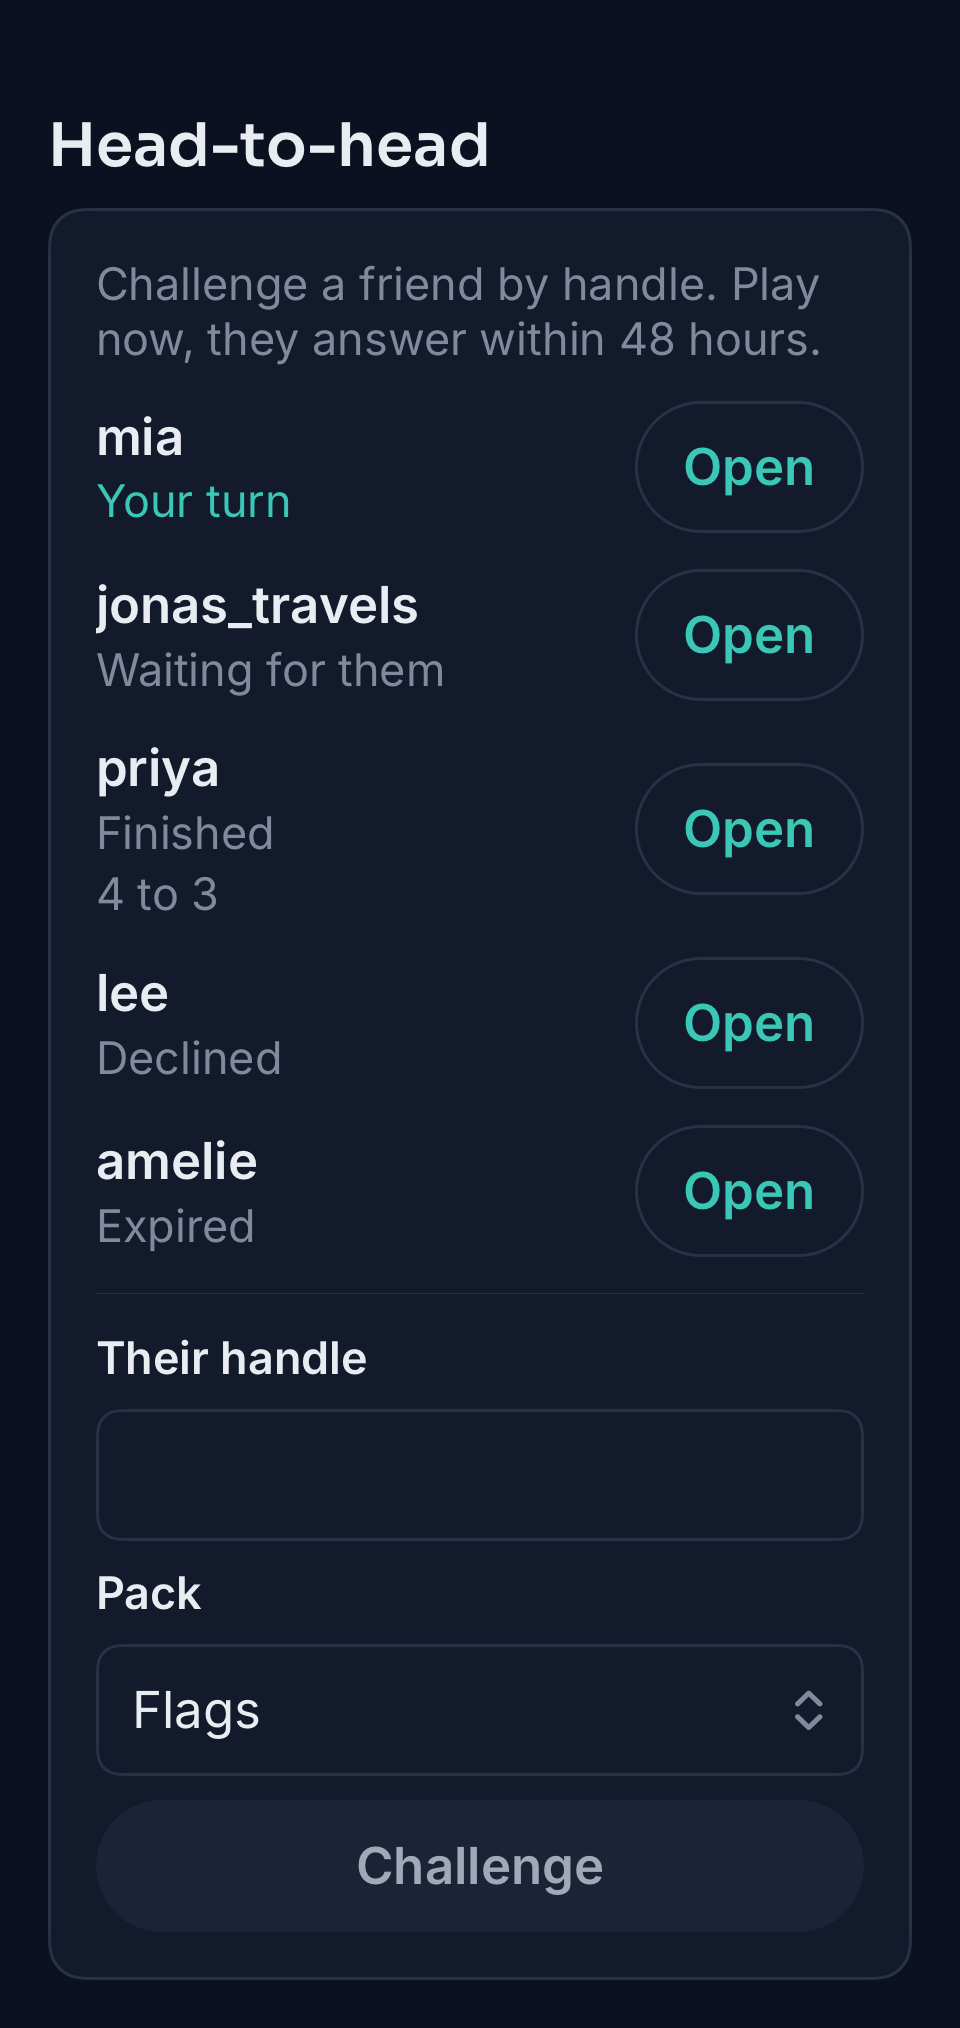 Head-to-head
Challenge a friend by handle. Play
now, they answer within 48 hours.
mia
Your turn
Open
jonas_travels
Waiting for them
Open
priya
Finished
4 to 3
Open
lee
Declined
Open
amelie
Expired
Open
Their handle
Pack
Flags
Challenge